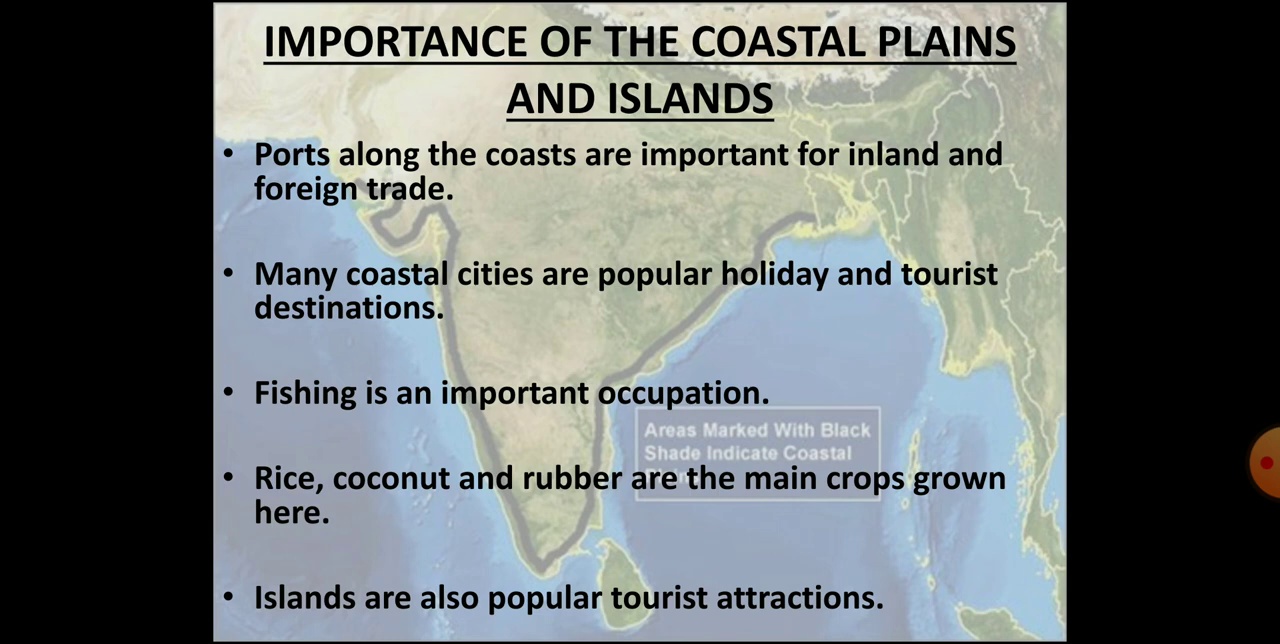 IMPORTANCE OF THE COASTAL PLAINS
AND ISLANDS
• Ports along the coasts are important for inland and
foreign trade.
• Many coastal cities are popular holiday and tourist
destinations.
• Fishing is an important occupation.
Areas Marked With Black
Shade Indicate Coastal
• Rice, coconut and rubber are the main crops grown
here.
• Islands are also popular tourist attractions.